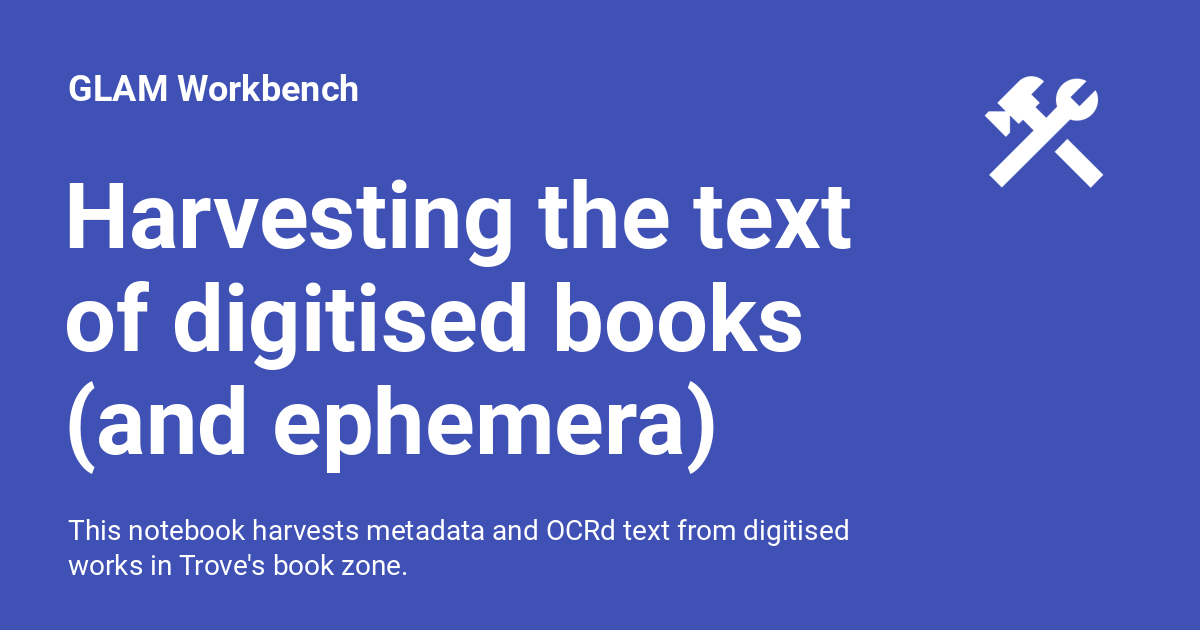 GLAM Workbench
Harvesting the text
of digitised books
(and ephemera)
This notebook harvests metadata and OCRd text from digitised
works in Trove's book zone.